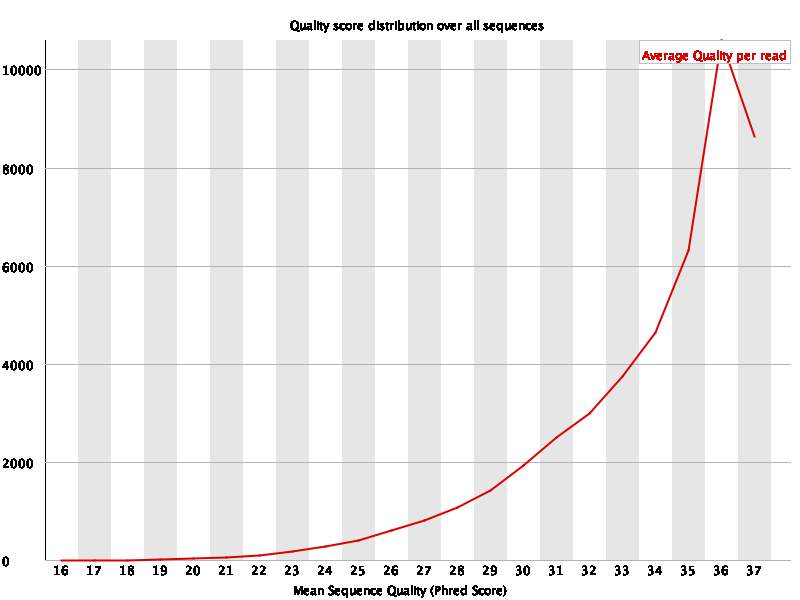 Quality score distribution over all sequences
Average Quality per read
10000
8000
6000
4000
2000
0
16 17 18 19 20 21 22 23 24 25 26 27 28 29 30 31 32 33 34 35 36 37
Mean Sequence Quality (Phred Score)